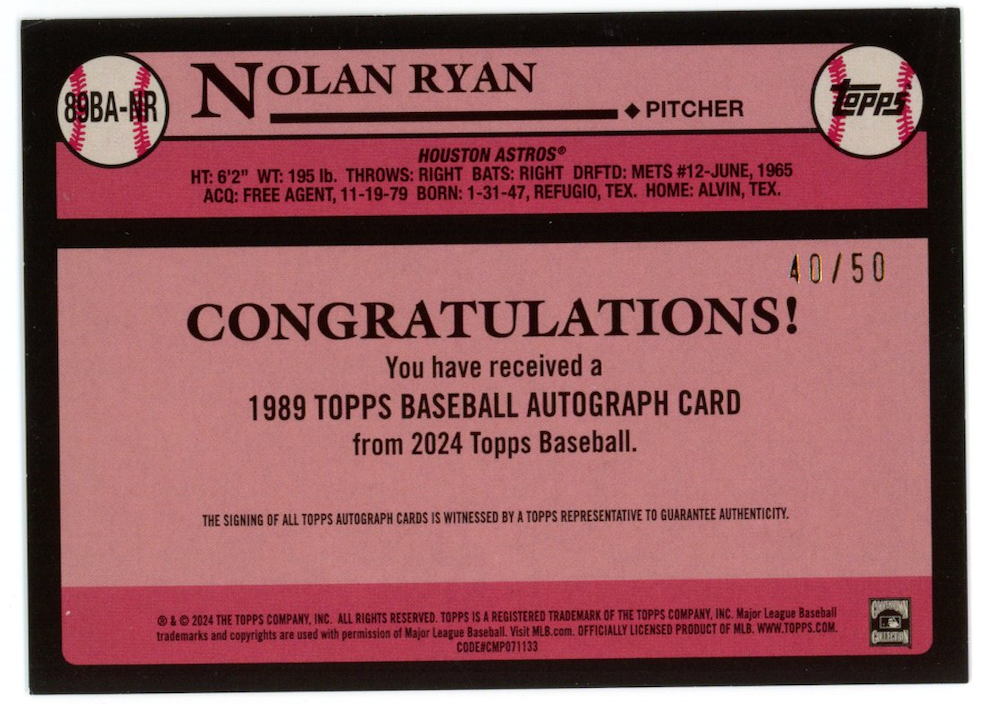 89BA-NR
NOLAN RYAN
◆ PITCHER
topps
HOUSTON ASTROS®
HT: 6'2" WT: 195 lb. THROWS: RIGHT BATS: RIGHT DRFTD: METS #12-JUNE, 1965
ACQ: FREE AGENT, 11-19-79 BORN: 1-31-47, REFUGIO, TEX. HOME: ALVIN, TEX.
40/50
CONGRATULATIONS!
You have received a
1989 TOPPS BASEBALL AUTOGRAPH CARD
from 2024 Topps Baseball.
THE SIGNING OF ALL TOPPS AUTOGRAPH CARDS IS WITNESSED BY A TOPPS REPRESENTATIVE TO GUARANTEE AUTHENTICITY.
® & © 2024 THE TOPPS COMPANY, INC. ALL RIGHTS RESERVED. TOPPS IS A REGISTERED TRADEMARK OF THE TOPPS COMPANY, INC. Major League Baseball
trademarks and copyrights are used with permission of Major League Baseball. Visit MLB.com. OFFICIALLY LICENSED PRODUCT OF MLB. WWW.TOPPS.COM.
CODE#CMP071133
COOPERSTOWN
COLLECTION